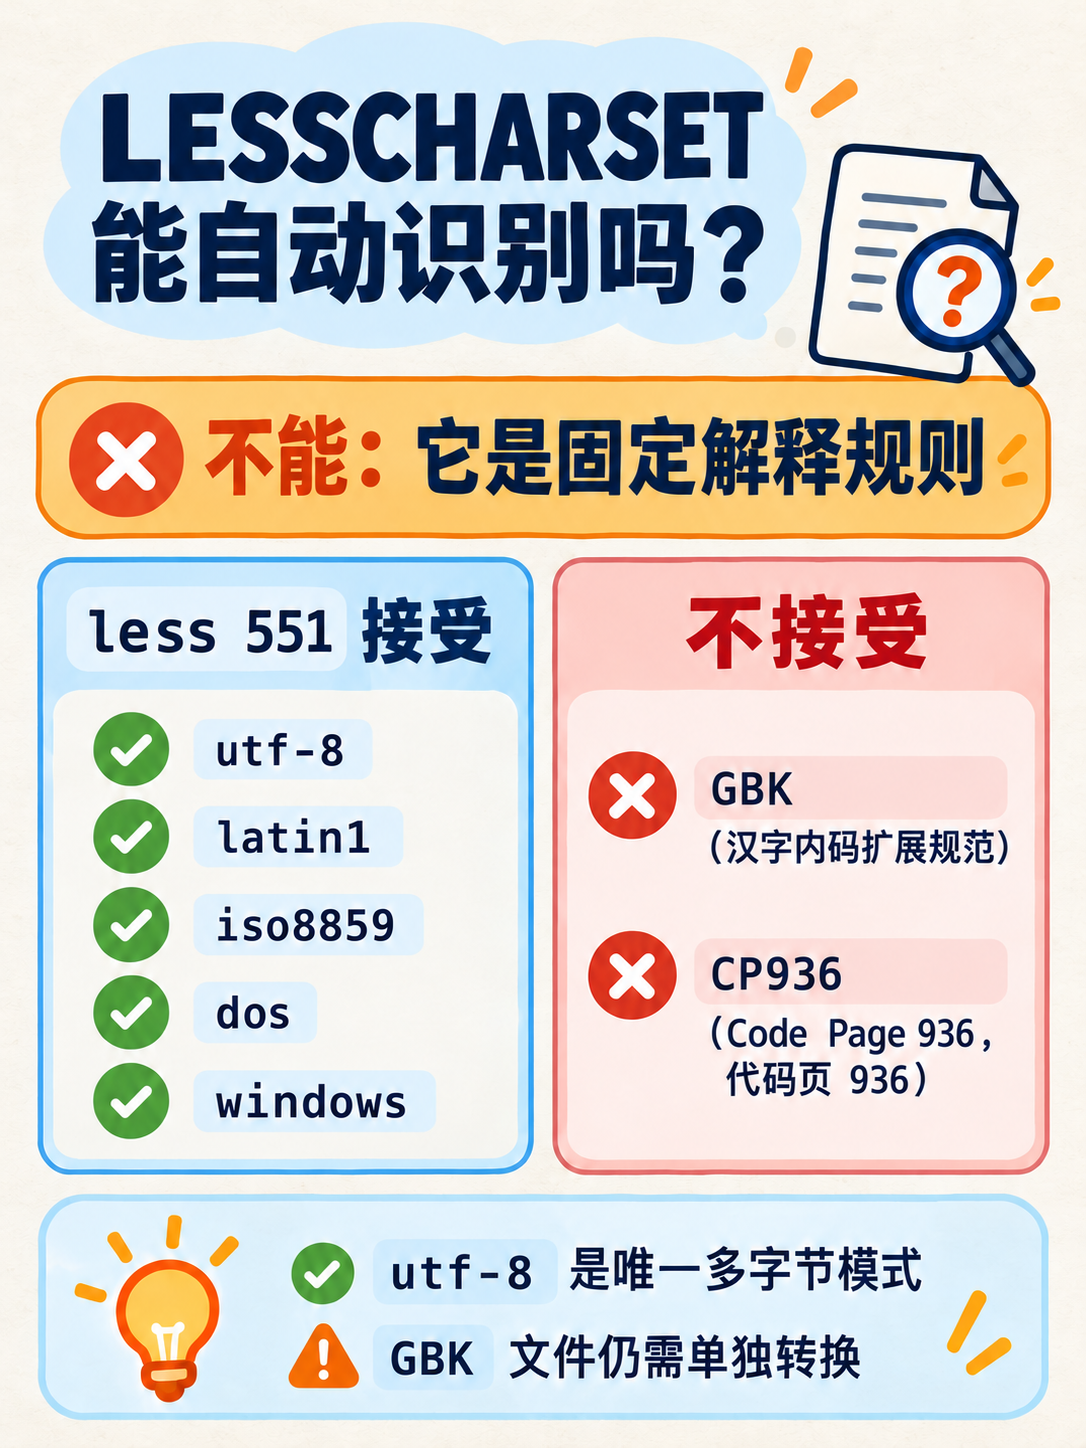 LESSCHARSET
能自动识别吗？
?
不能：它是固定解释规则
less 551 接受
utf-8
latin1
iso8859
dos
windows
不接受
GBK
(汉字内码扩展规范)
CP936
(Code Page 936,
代码页 936)
utf-8 是唯一多字节模式
GBK 文件仍需单独转换